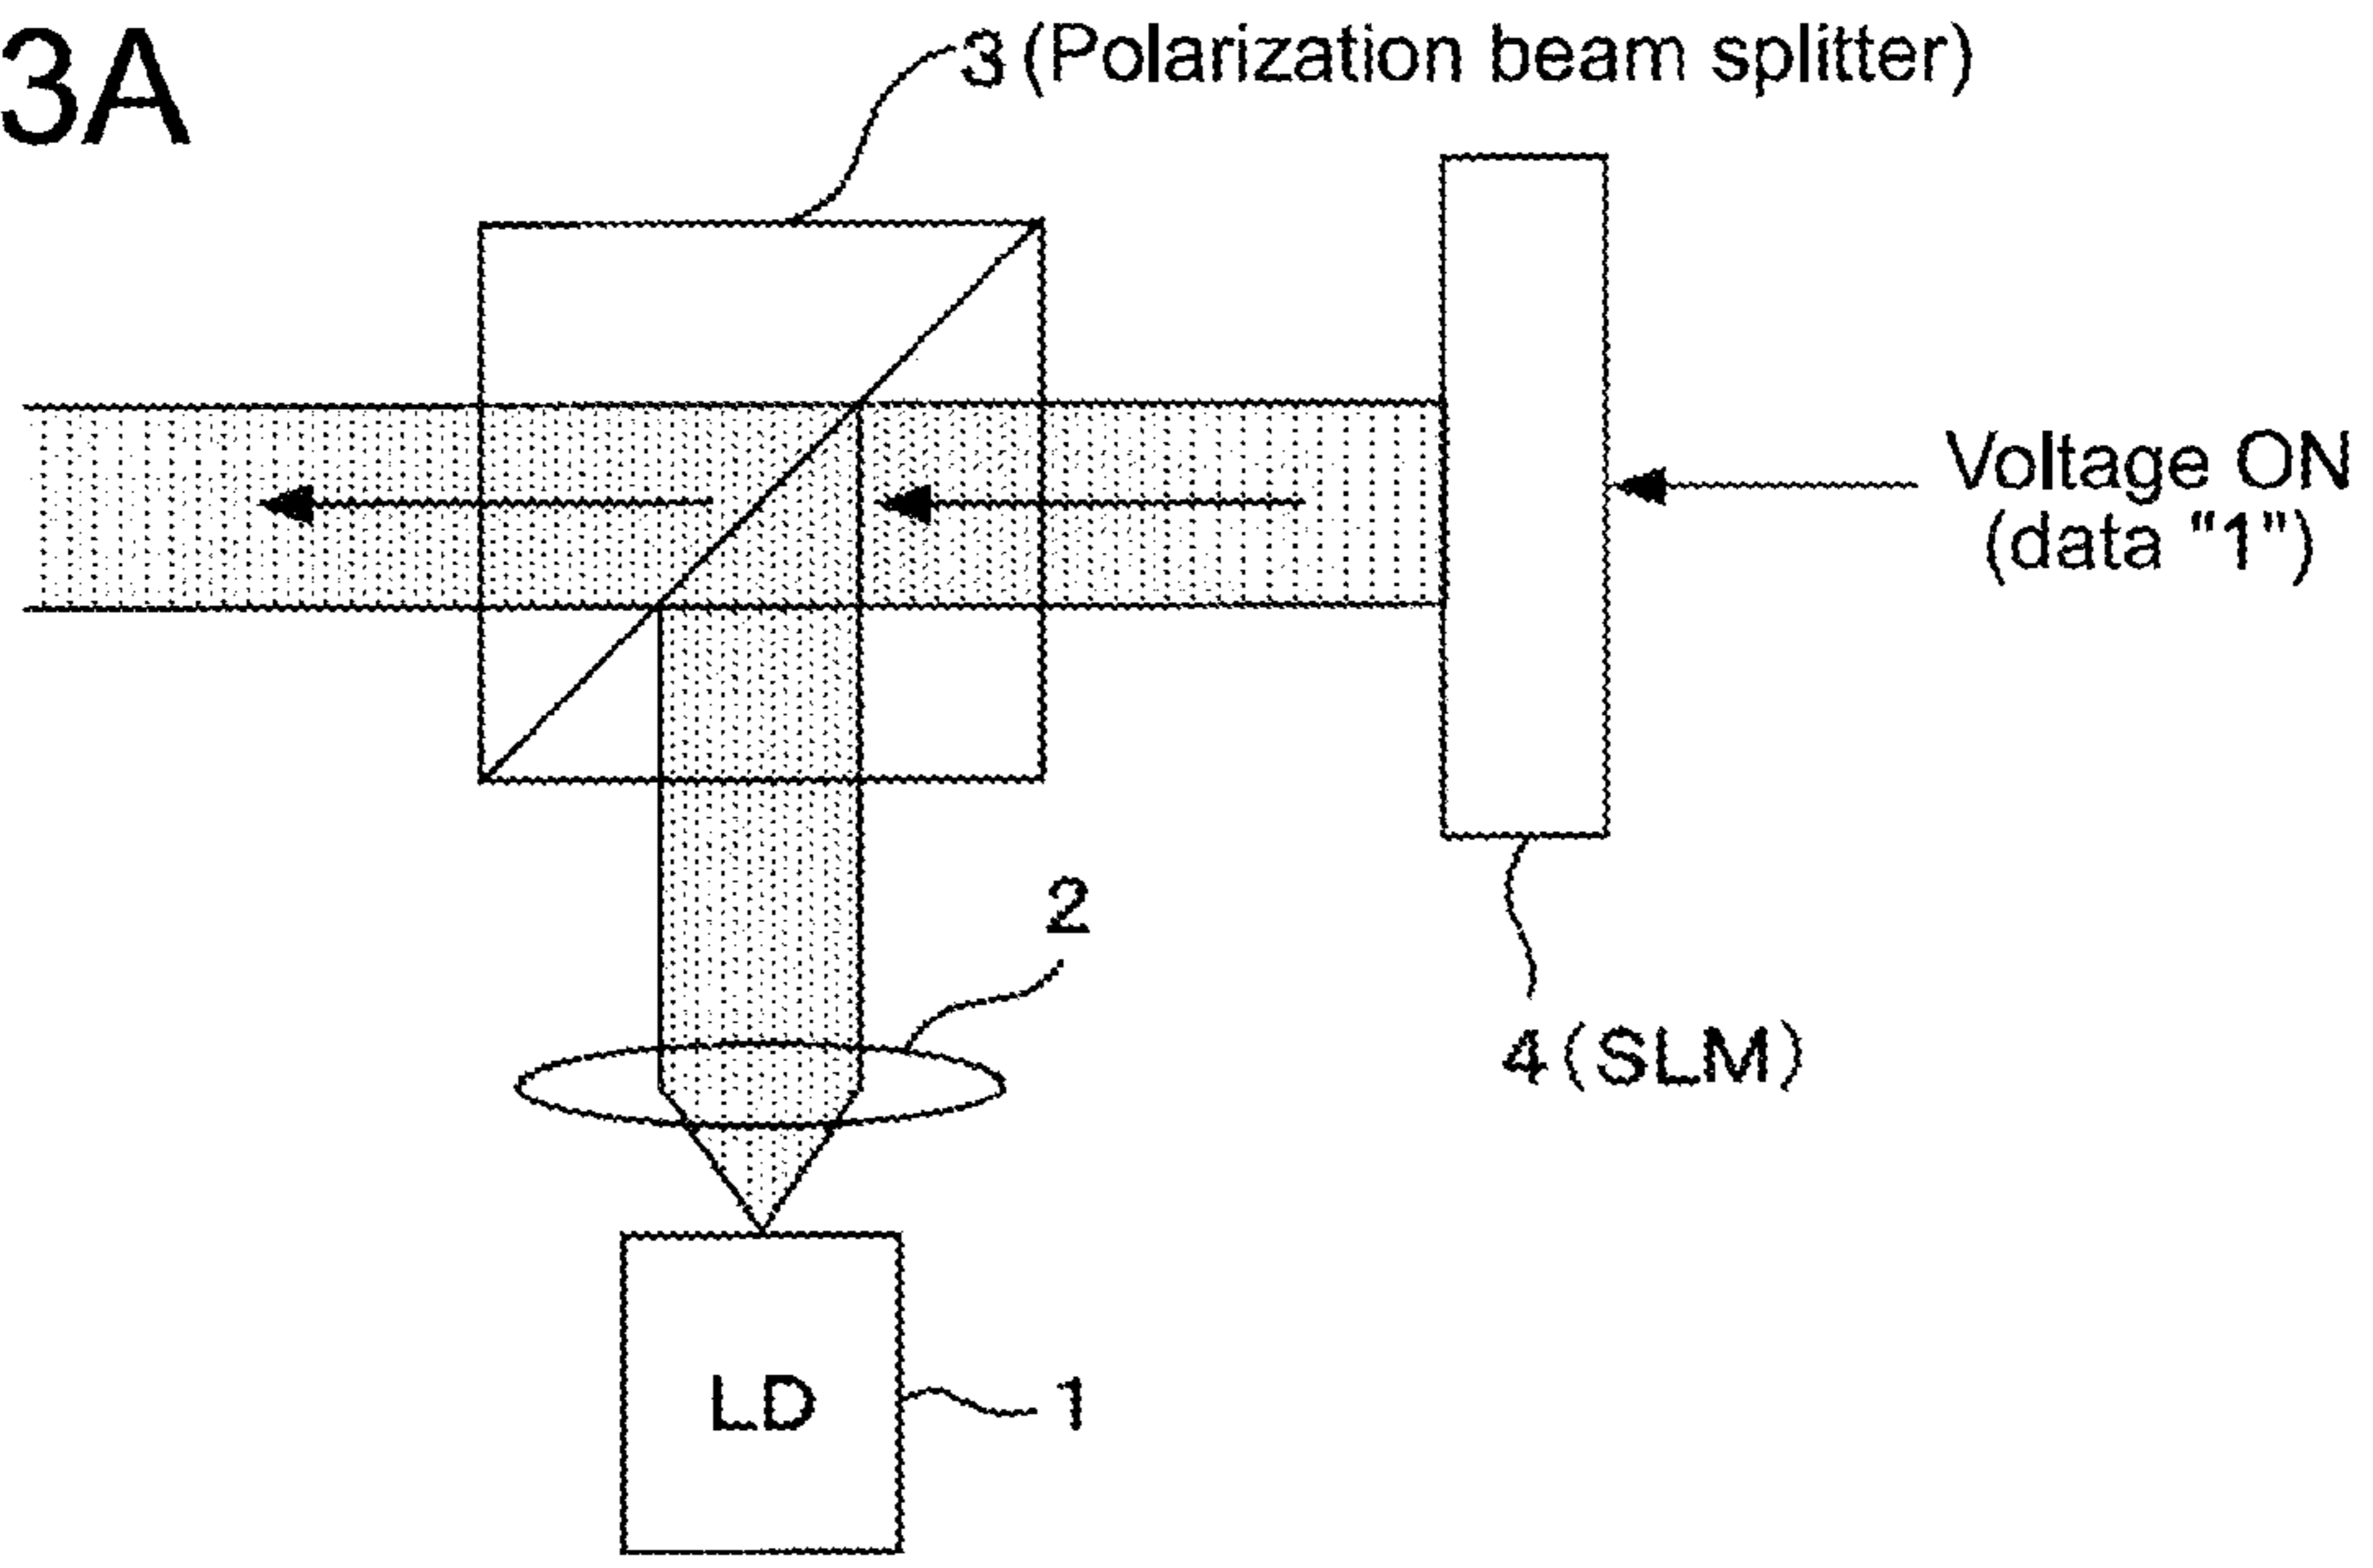 3A
3 (Polarization beam splitter)
Voltage ON
(data "1")
2
4 (SLM)
LD
1